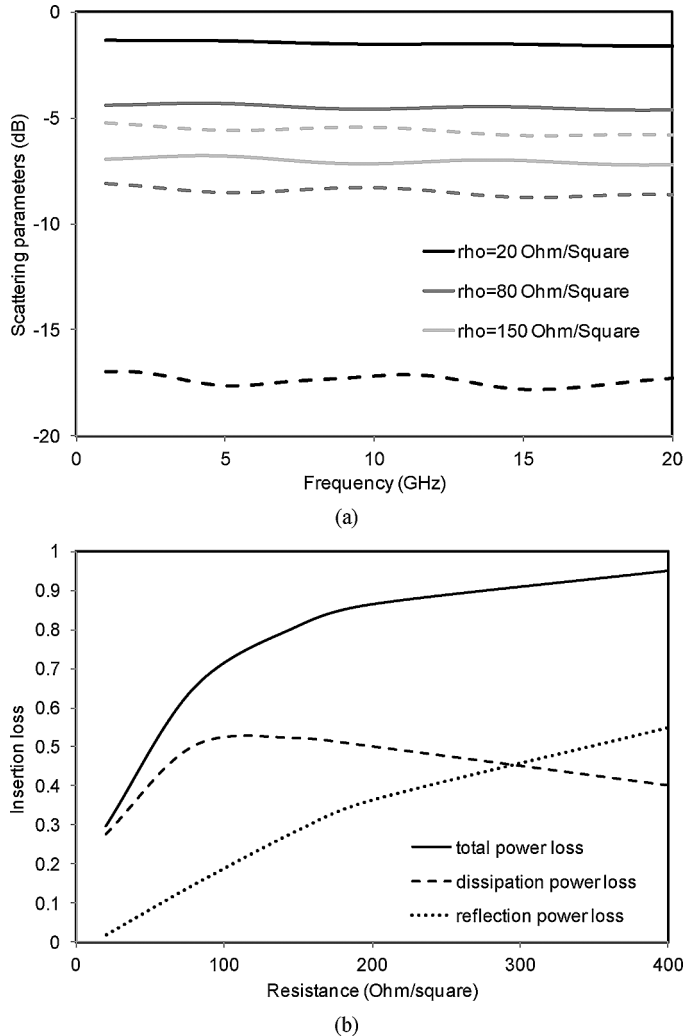 0
-5
-10
-15
-20
Scattering parameters (dB)
rho=20 Ohm/Square
rho=80 Ohm/Square
rho=150 Ohm/Square
0 5 10 15 20
Frequency (GHz)
(a)
1
0.9
0.8
0.7
0.6
0.5
0.4
0.3
0.2
0.1
0
Insertion loss
total power loss
dissipation power loss
reflection power loss
0 100 200 300 400
Resistance (Ohm/square)
(b)